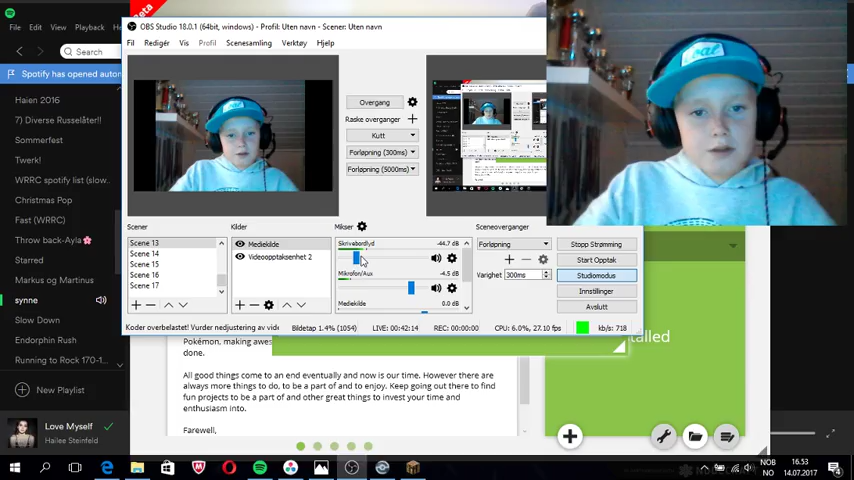 Beta
OBS Studio 18.0.1 (64bit, windows) - Profil: Uten navn - Scener: Uten navn
File Edit View Playback
Fil Redigér Vis Profil Scenesamling Verktøy Hjelp
Search
Spotify has opened autom
Haien 2016
7) Diverse Russelåter!!
Sommerfest
Twerk!
WRRC spotify list (slow...
Christmas Pop
Fast (WRRC)
Throw back-Ayla🌸
Starred
Markus og Martinus
synne
Slow Down
Endorphin Rush
Running to Rock 170-1...
New Playlist
Love Myself
Hailee Steinfeld
Overgang
Raske overganger
Kutt
Forløpning (300ms)
Forløpning (5000ms)
Scener
Scene 13
Scene 14
Scene 15
Scene 16
Scene 17
Kilder
Mediekilde
Videoopptaksenhet 2
Mikser
Skrivebordlyd -44.7 dB
Mikrofon/Aux -4.5 dB
Mediekilde 0.0 dB
Sceneoverganger
Forløpning
Varighet 300ms
Stopp Strømming
Start Opptak
Studiomodus
Innstillinger
Avslutt
Koder overbelastet! Vurder nedjustering av vid
Bildetap 1.4% (1054)
LIVE: 00:42:14
REC: 00:00:00
CPU: 6.0%, 27.10 fps
kb/s: 718
Pokémon, making awes
done.
All good things come to an end eventually and now is our time. However there are
always more things to do, to be a part of and to enjoy. Keep going out there to find
fun projects to be a part of and other great things to invest your time and
enthusiasm into.
Farewell,
talled
NOB
NO
16.53
14.07.2017
4